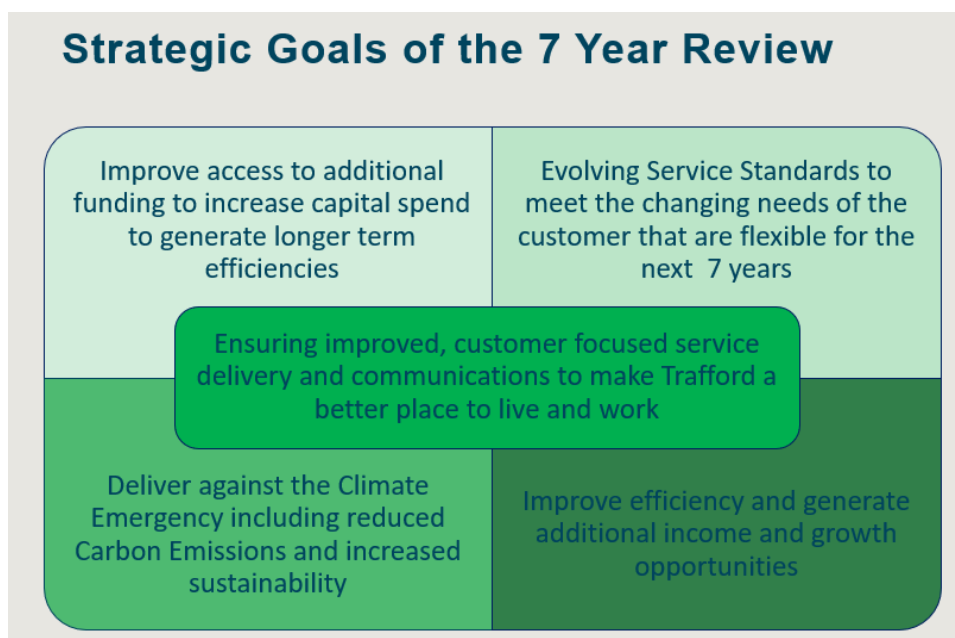 Strategic Goals of the 7 Year Review
Improve access to additional
funding to increase capital spend
to generate longer term
efficiencies
Evolving Service Standards to
meet the changing needs of the
customer that are flexible for the
next  7 years
Ensuring improved, customer focused service
delivery and communications to make Trafford a
better place to live and work
Deliver against the Climate
Emergency including reduced
Carbon Emissions and increased
sustainability
Improve efficiency and generate
additional income and growth
opportunities